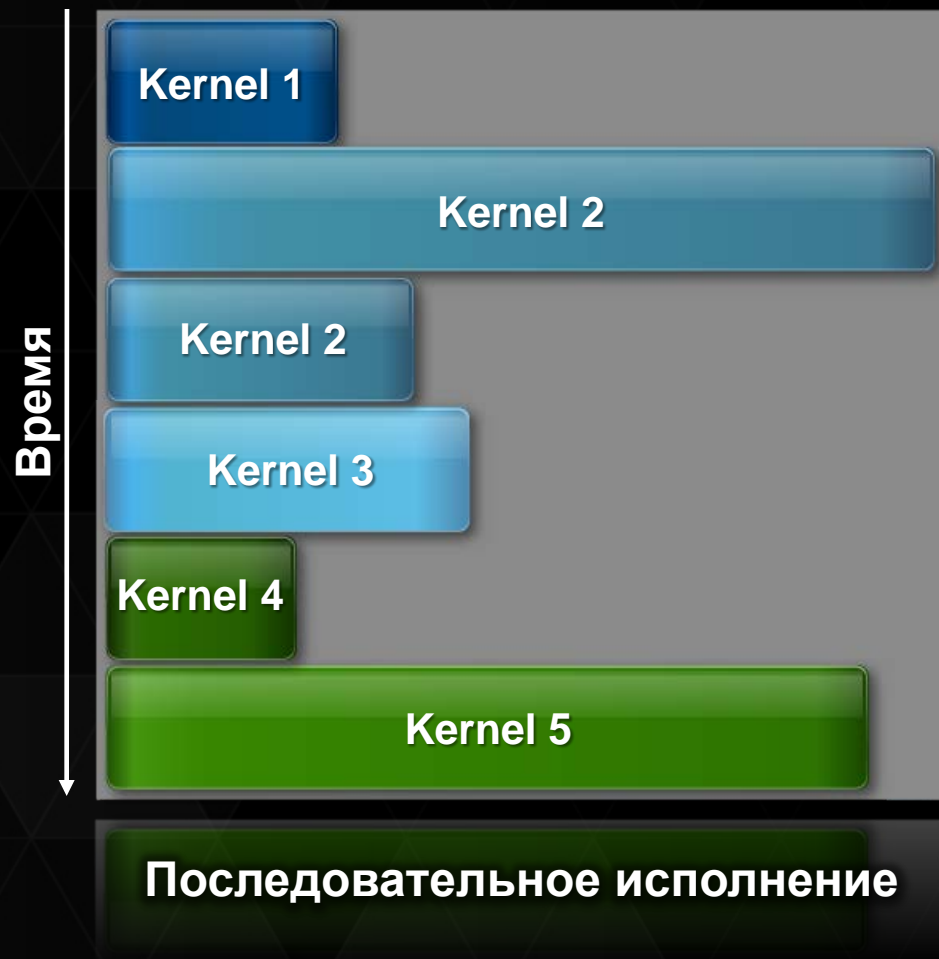 Время
Kernel 1
Kernel 2
Kernel 2
Kernel 3
Kernel 4
Kernel 5
Последовательное исполнение